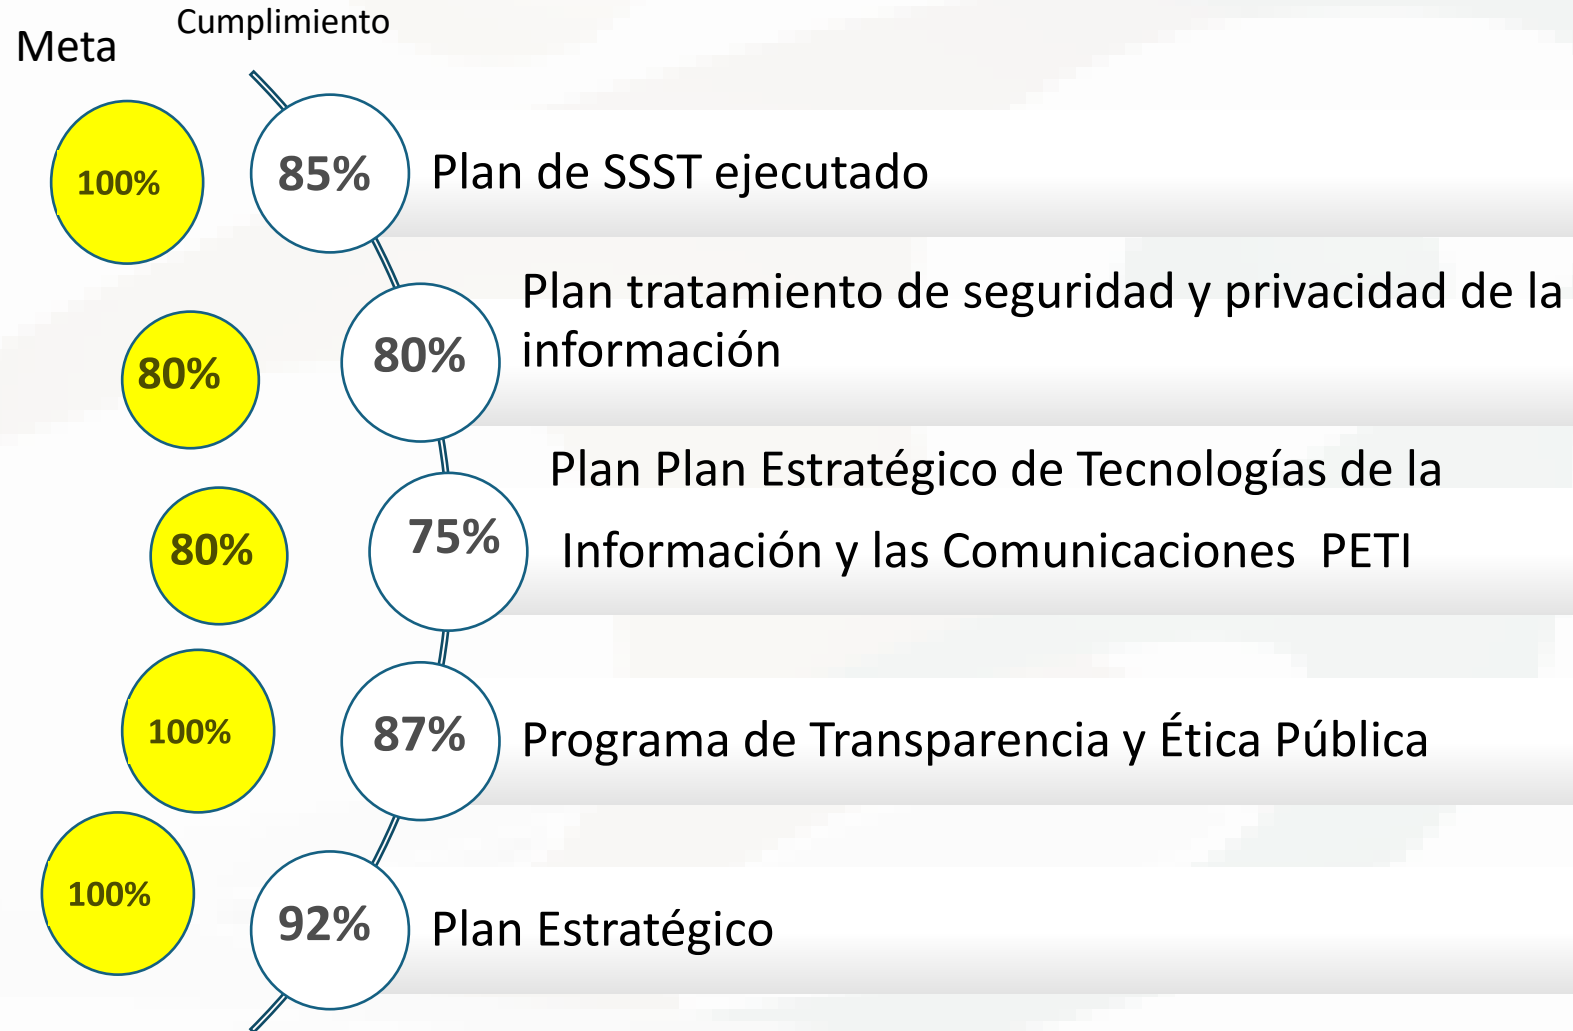 Cumplimiento
Meta
100%
85%
Plan de SSST ejecutado
80%
80%
Plan tratamiento de seguridad y privacidad de la
información
80%
75%
Plan Plan Estratégico de Tecnologías de la
Información y las Comunicaciones PETI
100%
87%
Programa de Transparencia y Ética Pública
100%
92%
Plan Estratégico